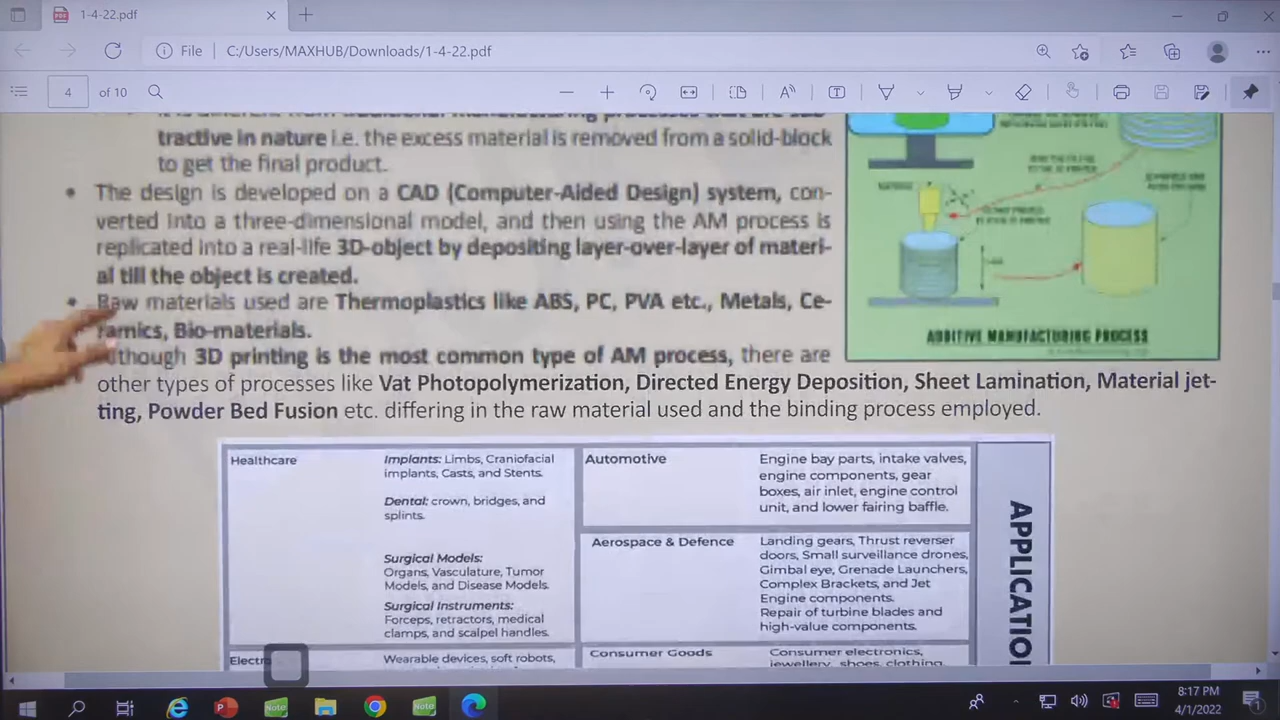 1-4-22.pdf
File
C:/Users/MAXHUB/Downloads/1-4-22.pdf
4
of 10
tractive in nature i.e. the excess material is removed from a solid-block
to get the final product.
• The design is developed on a CAD (Computer-Aided Design) system, con-
verted into a three-dimensional model, and then using the AM process is
replicated into a real-life 3D-object by depositing layer-over-layer of materi-
al till the object is created.
• Raw materials used are Thermoplastics like ABS, PC, PVA etc., Metals, Ce-
ramics, Bio-materials.
though 3D printing is the most common type of AM process, there are
other types of processes like Vat Photopolymerization, Directed Energy Deposition, Sheet Lamination, Material jet-
ting, Powder Bed Fusion etc. differing in the raw material used and the binding process employed.
ADDITIVE MANUFACTURING PROCESS
Healthcare
Implants: Limbs, Craniofacial
implants, Casts, and Stents.
Dental: crown, bridges, and
splints.
Surgical Models:
Organs, Vasculature, Tumor
Models, and Disease Models.
Surgical Instruments:
Forceps, retractors, medical
clamps, and scalpel handles.
Electr
Wearable devices, soft robots,
Automotive
Engine bay parts, intake valves,
engine components, gear
boxes, air inlet, engine control
unit, and lower fairing baffle.
Aerospace & Defence
Landing gears, Thrust reverser
doors, Small surveillance drones,
Gimbal eye, Grenade Launchers,
Complex Brackets, and Jet
Engine components.
Repair of turbine blades and
high-value components.
Consumer Goods
Consumer electronics,
jewellery, shoes, clothing,
APPLICATIO
Note
Note
8:17 PM
4/1/2022